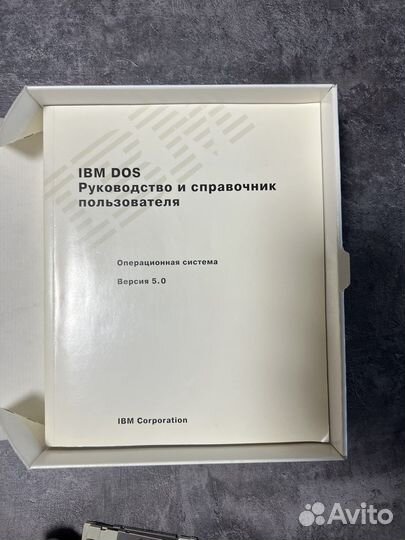 IBM DOS
Руководство и справочник
пользователя
Операционная система
Версия 5.0
IBM Corporation
Avito